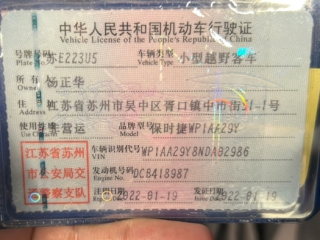 中华人民共和国机动车行驶证
Vehicle License of the People's Republic of China
号牌号码 苏E223U5 车辆类型 小型越野客车
Plate No. Vehicle Type
所有人 杨正华
Owner
住址 江苏省苏州市吴中区胥口镇中市街 1-1号
使用性质 非营运 品牌型号 保时捷WP1AA29Y
江苏省苏州 车辆识别代号 WP1AA29Y8NDA02986
VIN
市公安局交 发动机号码 DC8418987
Engine No.
通警察支队 注册日期 2022-01-19 发证日期 2022-01-19